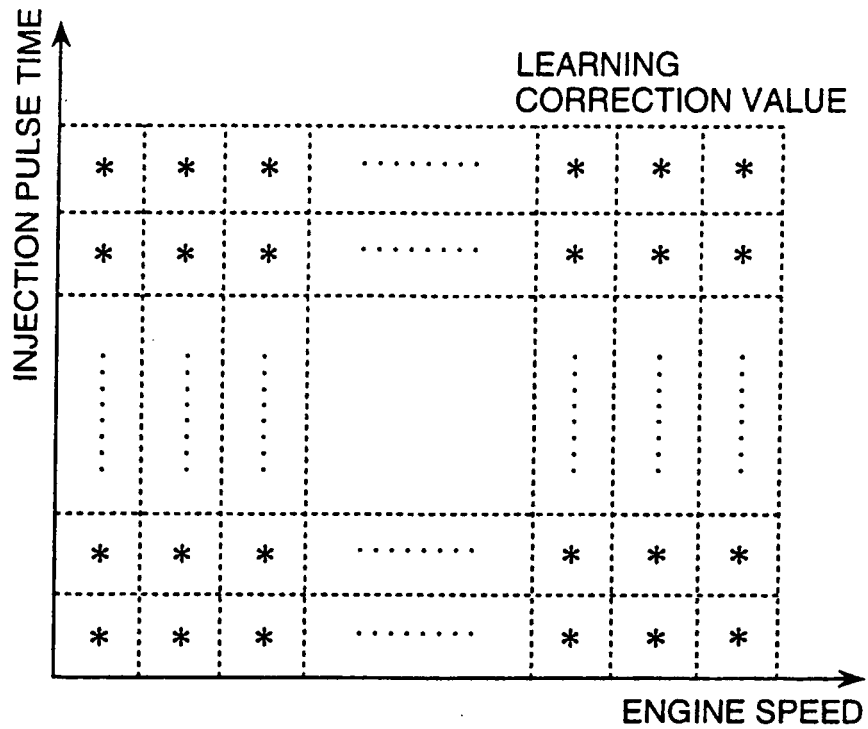 INJECTION PULSE TIME
LEARNING
CORRECTION VALUE
* * * ........ * * *
* * * ........ * * *
* * * ........ * * *
* * * ........ * * *
ENGINE SPEED